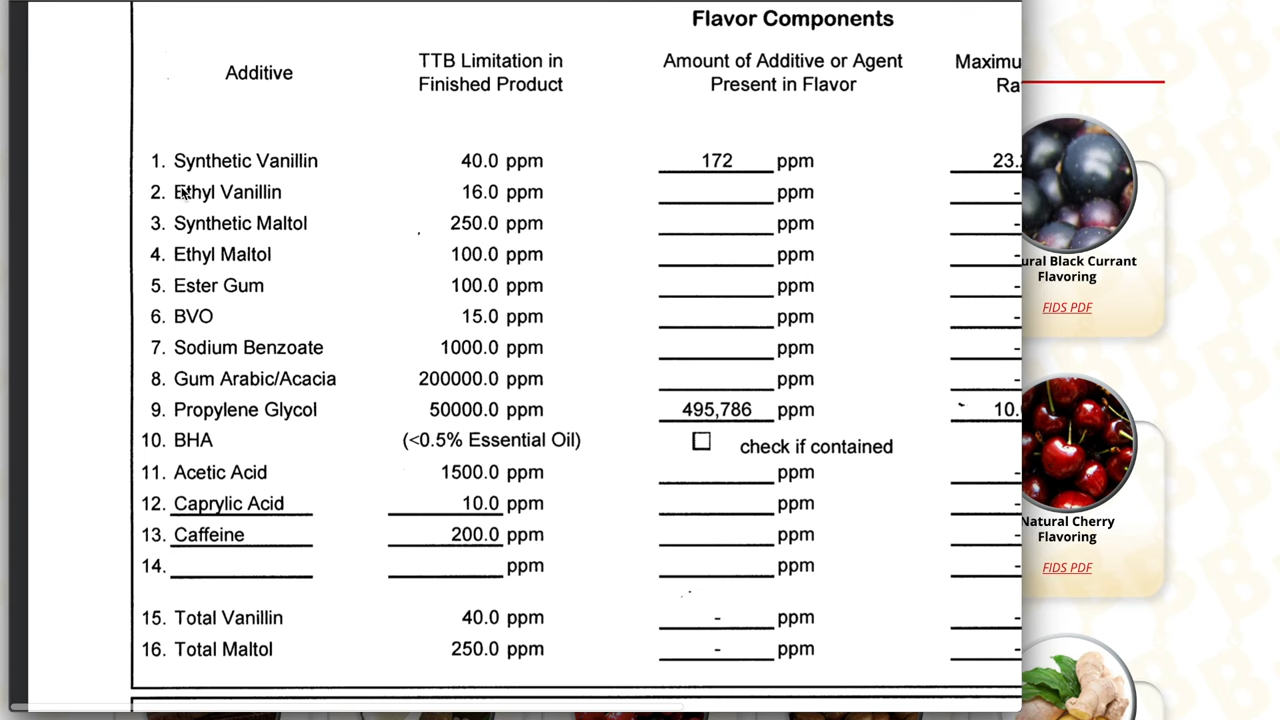 Flavor Components
Additive
TTB Limitation in
Finished Product
Amount of Additive or Agent
Present in Flavor
Maximu
Ra
1. Synthetic Vanillin 40.0 ppm 172 ppm 23.
2. Ethyl Vanillin 16.0 ppm ppm -
3. Synthetic Maltol 250.0 ppm ppm -
4. Ethyl Maltol 100.0 ppm ppm -
5. Ester Gum 100.0 ppm ppm -
6. BVO 15.0 ppm ppm -
7. Sodium Benzoate 1000.0 ppm ppm -
8. Gum Arabic/Acacia 200000.0 ppm ppm -
9. Propylene Glycol 50000.0 ppm 495,786 ppm 10.
10. BHA (<0.5% Essential Oil) check if contained
11. Acetic Acid 1500.0 ppm ppm -
12. Caprylic Acid 10.0 ppm ppm -
13. Caffeine 200.0 ppm ppm -
14. ppm ppm -
15. Total Vanillin 40.0 ppm - ppm -
16. Total Maltol 250.0 ppm - ppm -
ural Black Currant
Flavoring
FIDS PDF
Natural Cherry
Flavoring
FIDS PDF